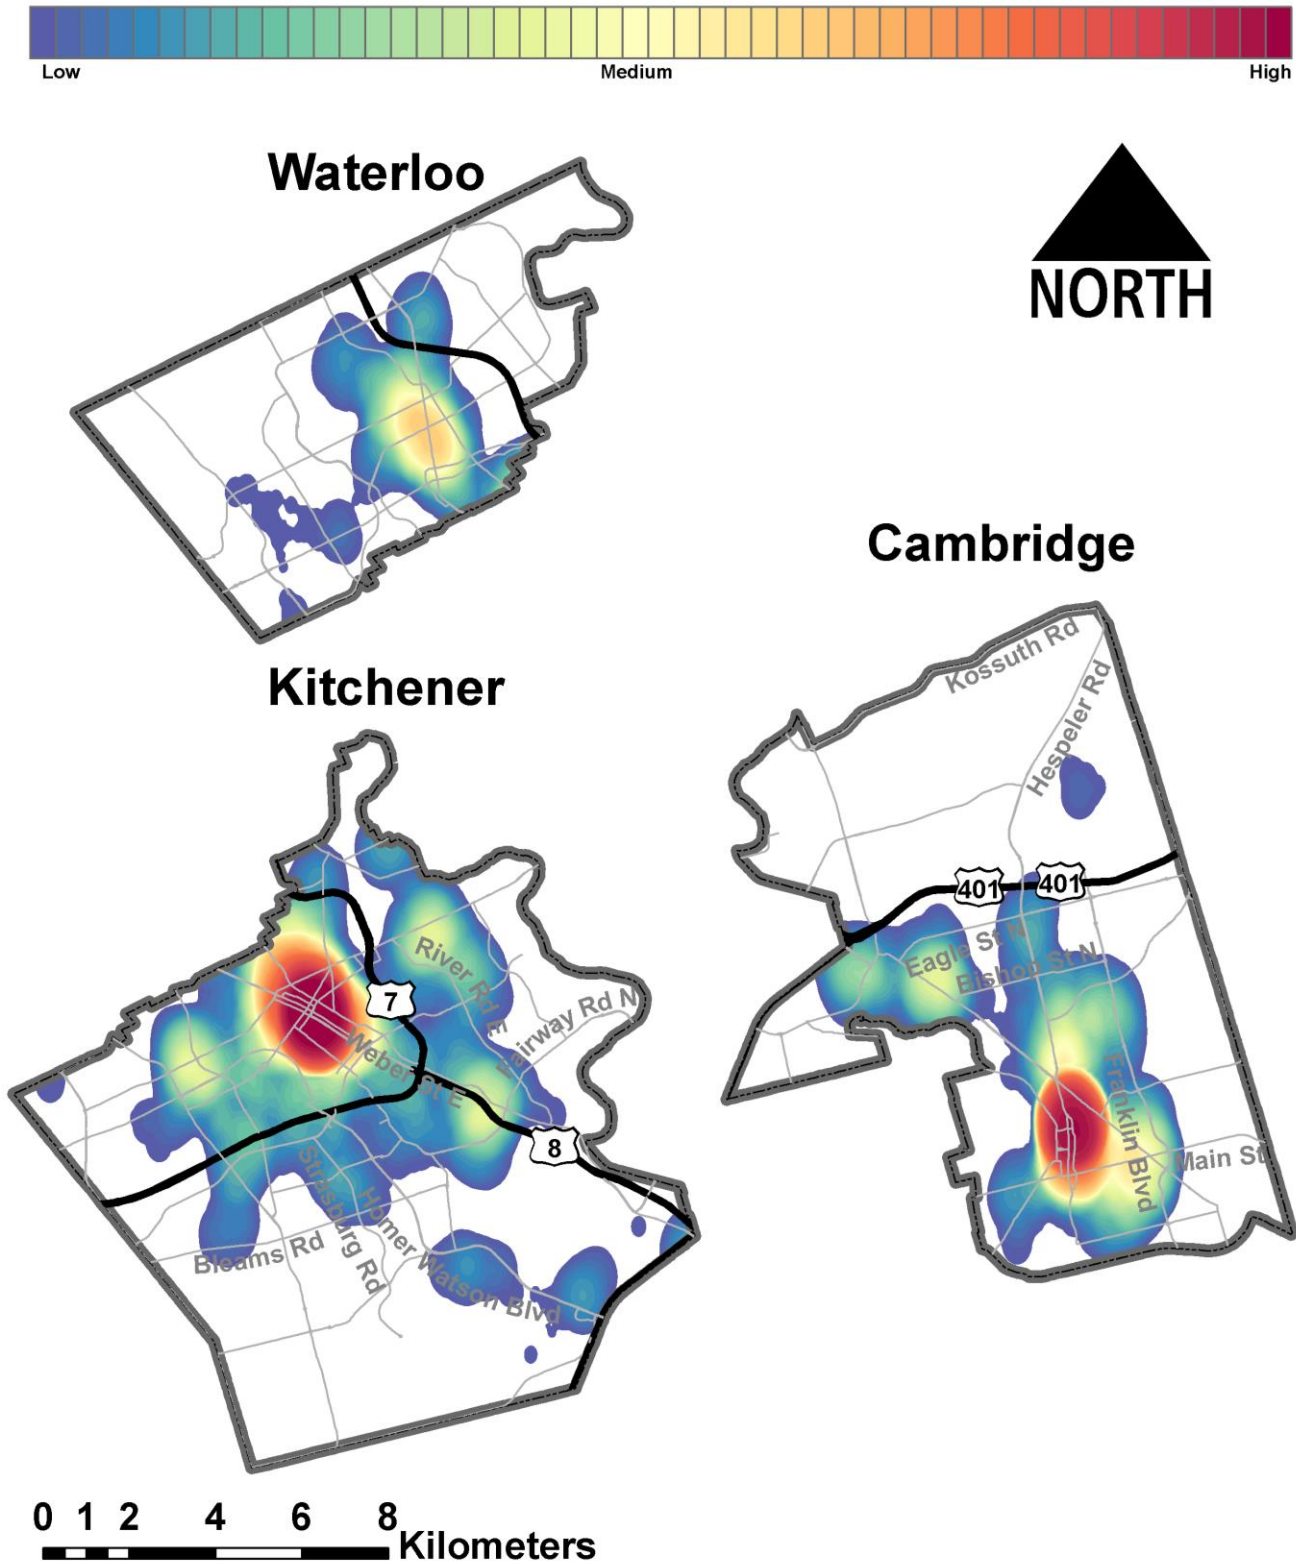 Low Medium High
Waterloo
NORTH
Cambridge
Kossuth Rd
Hespeler Rd
Kitchener
401 401
Eagle St N
Bishop St N
River Rd E
7
Fairway Rd N
Weber St E
Franklin Blvd
8
Main St
Strasburg Rd
Homer Watson Blvd
Bleams Rd
0 1 2 4 6 8
Kilometers